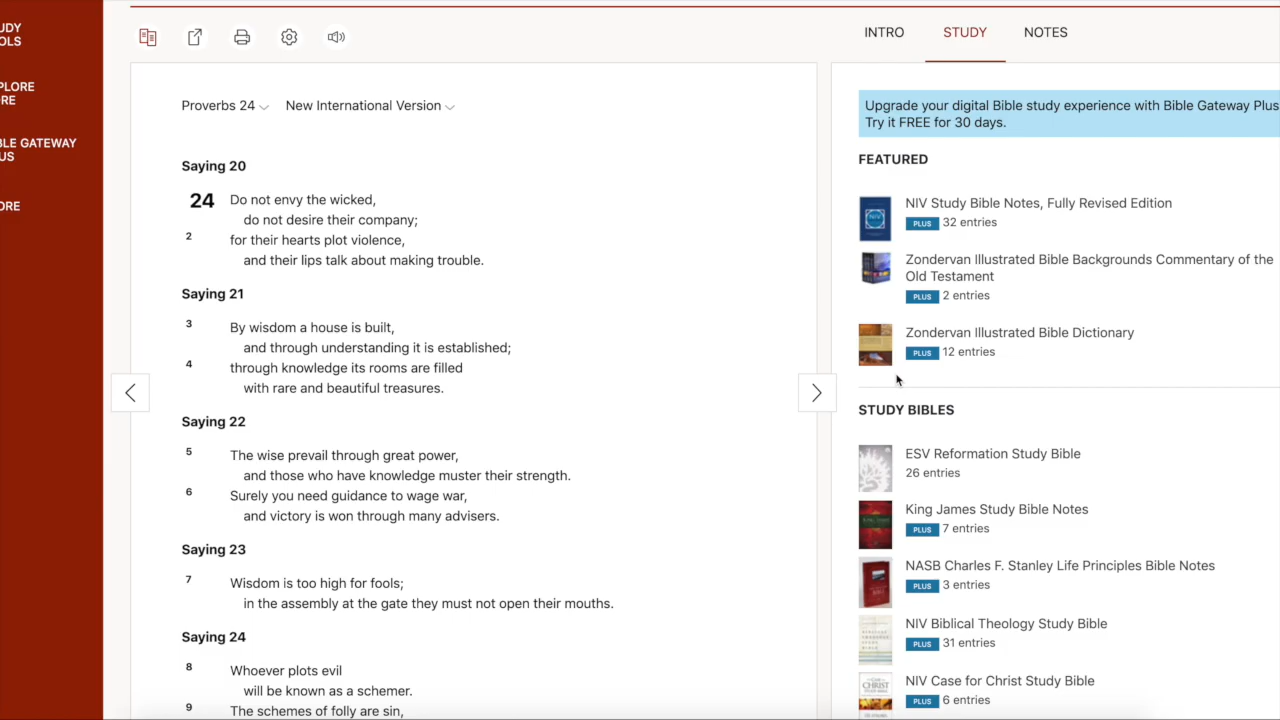 UDY
OLS
PLORE
RE
BLE GATEWAY
US
ORE
INTRO STUDY NOTES
Proverbs 24 New International Version
Saying 20
24 Do not envy the wicked,
do not desire their company;
2 for their hearts plot violence,
and their lips talk about making trouble.
Saying 21
3 By wisdom a house is built,
and through understanding it is established;
4 through knowledge its rooms are filled
with rare and beautiful treasures.
Saying 22
5 The wise prevail through great power,
and those who have knowledge muster their strength.
6 Surely you need guidance to wage war,
and victory is won through many advisers.
Saying 23
7 Wisdom is too high for fools;
in the assembly at the gate they must not open their mouths.
Saying 24
8 Whoever plots evil
will be known as a schemer.
9 The schemes of folly are sin,
Upgrade your digital Bible study experience with Bible Gateway Plus
Try it FREE for 30 days.
FEATURED
NIV Study Bible Notes, Fully Revised Edition
PLUS 32 entries
Zondervan Illustrated Bible Backgrounds Commentary of the
Old Testament
PLUS 2 entries
Zondervan Illustrated Bible Dictionary
PLUS 12 entries
STUDY BIBLES
ESV Reformation Study Bible
26 entries
King James Study Bible Notes
PLUS 7 entries
NASB Charles F. Stanley Life Principles Bible Notes
PLUS 3 entries
NIV Biblical Theology Study Bible
PLUS 31 entries
NIV Case for Christ Study Bible
PLUS 6 entries
NIV
CHRIST